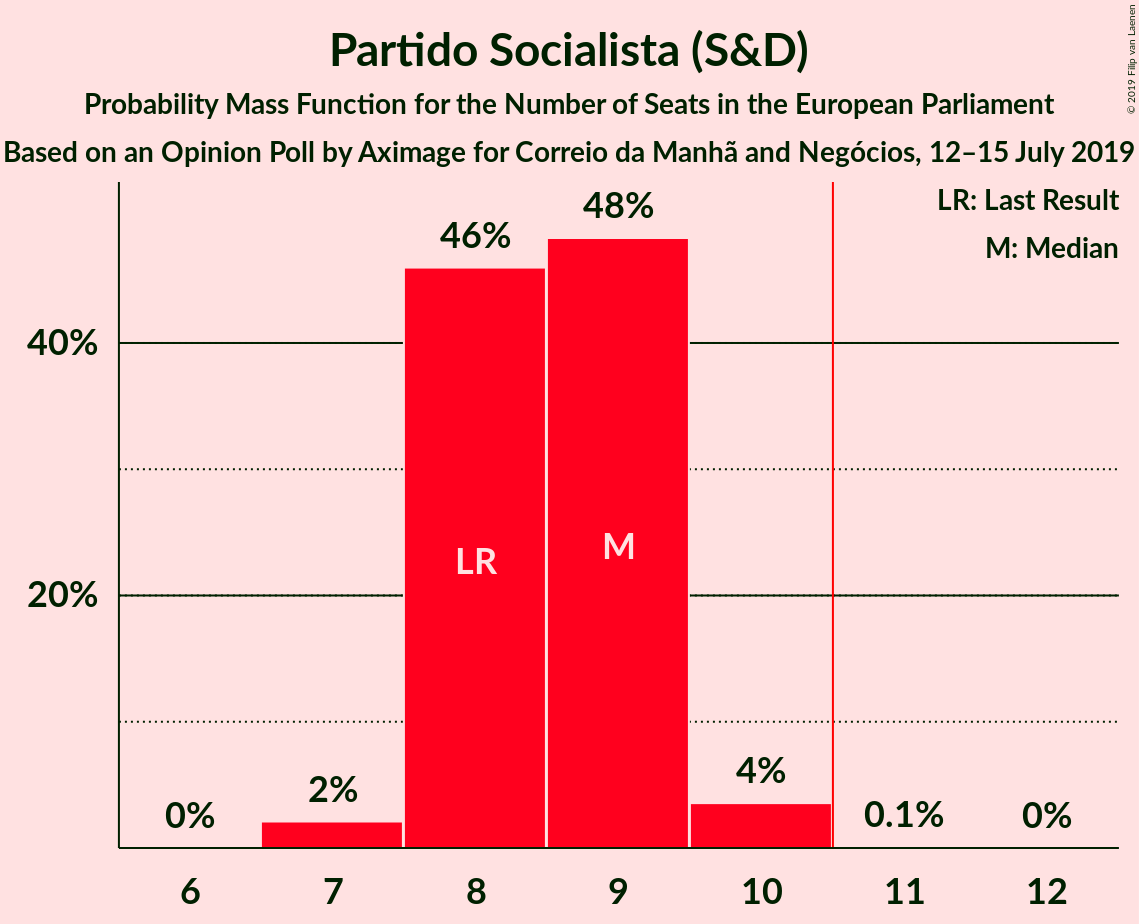 Partido Socialista (S&D)
Probability Mass Function for the Number of Seats in the European Parliament
Based on an Opinion Poll by Aximage for Correio da Manhã and Negócios, 12–15 July 2019
© 2019 Filip van Laenen
LR: Last Result
M: Median
48%
46%
40%
LR
M
20%
4%
2%
0%
0.1%
0%
6 7 8 9 10 11 12